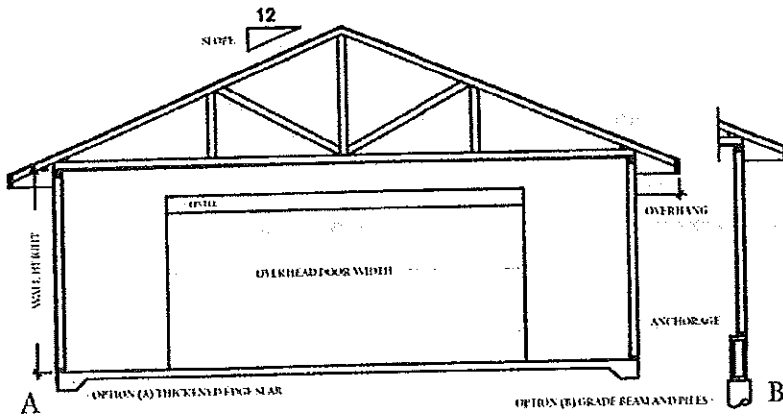 12
SLOPE
LINTEL
OVERHANG
WALL HEIGHT
OVERHEAD DOOR WIDTH
ANCHORAGE
A
OPTION (A) THICKENED EDGE SLAB
OPTION (B) GRADE BEAM AND PILES
B